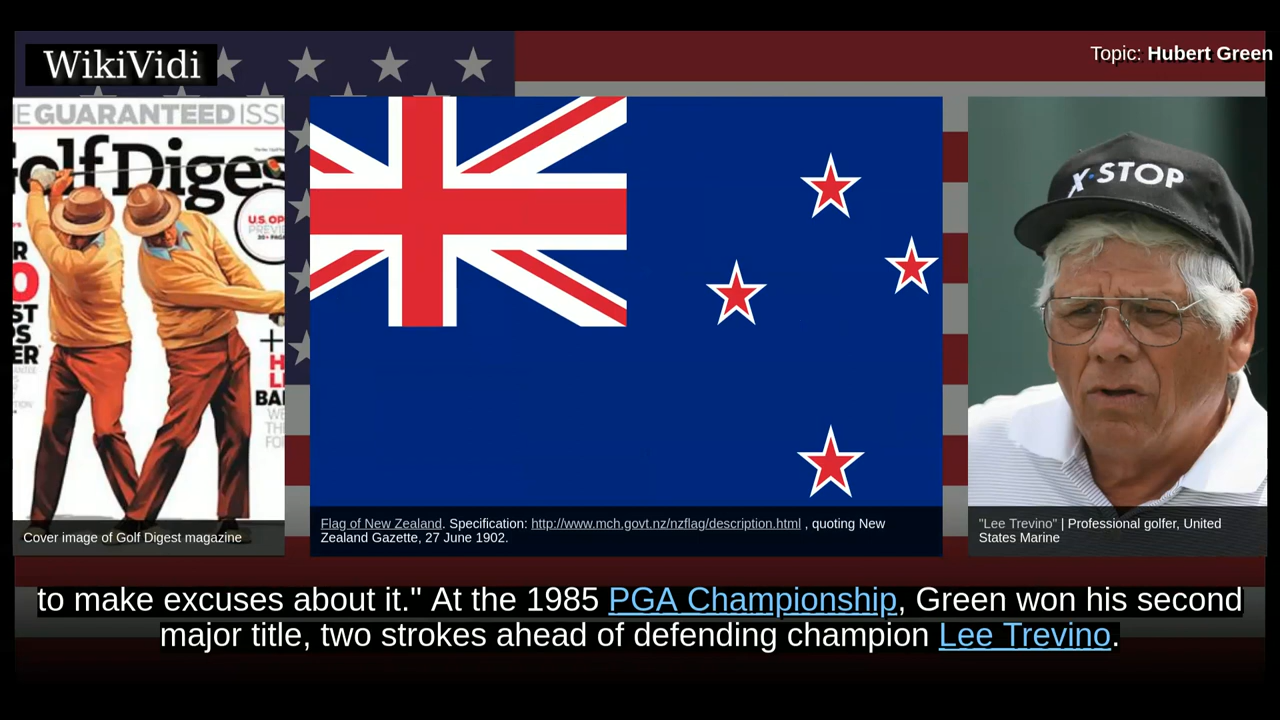 WikiVidi
Topic: Hubert Green
E GUARANTEED ISSU
olf Diges
U.S. OP
PREVIE
X-STOP
Cover image of Golf Digest magazine
Flag of New Zealand. Specification: http://www.mch.govt.nz/nzflag/description.html , quoting New
Zealand Gazette, 27 June 1902.
"Lee Trevino" | Professional golfer, United
States Marine
to make excuses about it." At the 1985 PGA Championship, Green won his second
major title, two strokes ahead of defending champion Lee Trevino.